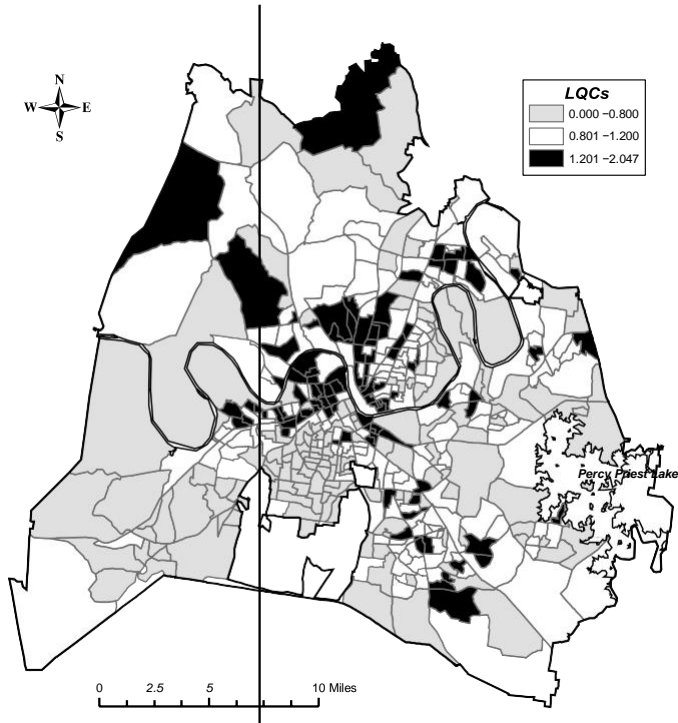 N
W E
S
LQCs
0.000 –0.800
0.801 –1.200
1.201 –2.047
Percy Priest Lake
0 2.5 5 10 Miles